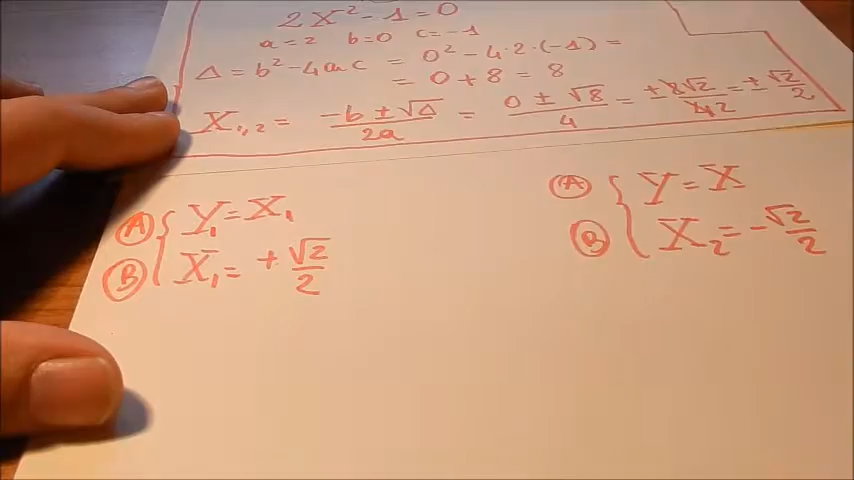 2X²-1=0
a=2 b=0 c=-1
Δ=b²-4ac = 0²-4·2·(-1)=
= 0+8=8
X₁,₂= (-b ± √Δ)/(2a) = (0 ± √8)/4 = ± 2√2/4 2 = ± √2/2
A { Y₁=X₁
B { X₁= + √2/2
A { Y=X
B { X₂= - √2/2